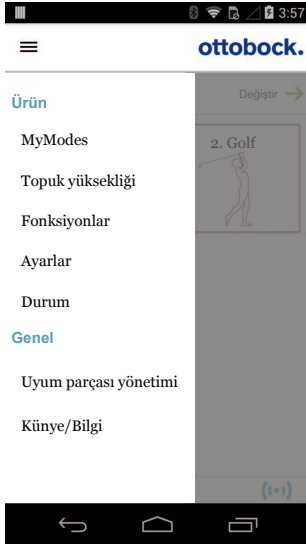 3:57
ottobock.
Ürün
Değiştir
MyModes
2. Golf
Topuk yüksekliği
Fonksiyonlar
Ayarlar
Durum
Genel
Uyum parçası yönetimi
Künye/Bilgi